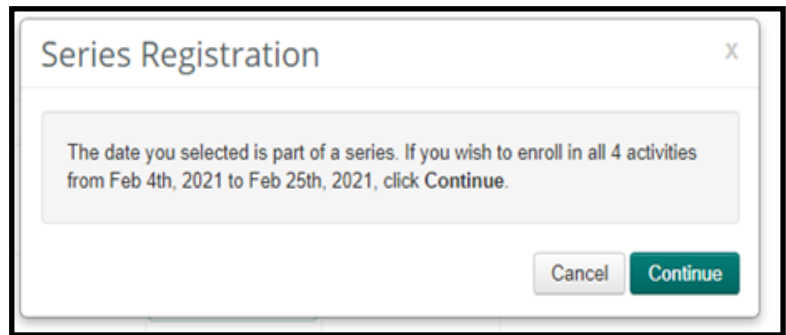 Series Registration
X
The date you selected is part of a series. If you wish to enroll in all 4 activities
from Feb 4th, 2021 to Feb 25th, 2021, click Continue.
Cancel
Continue